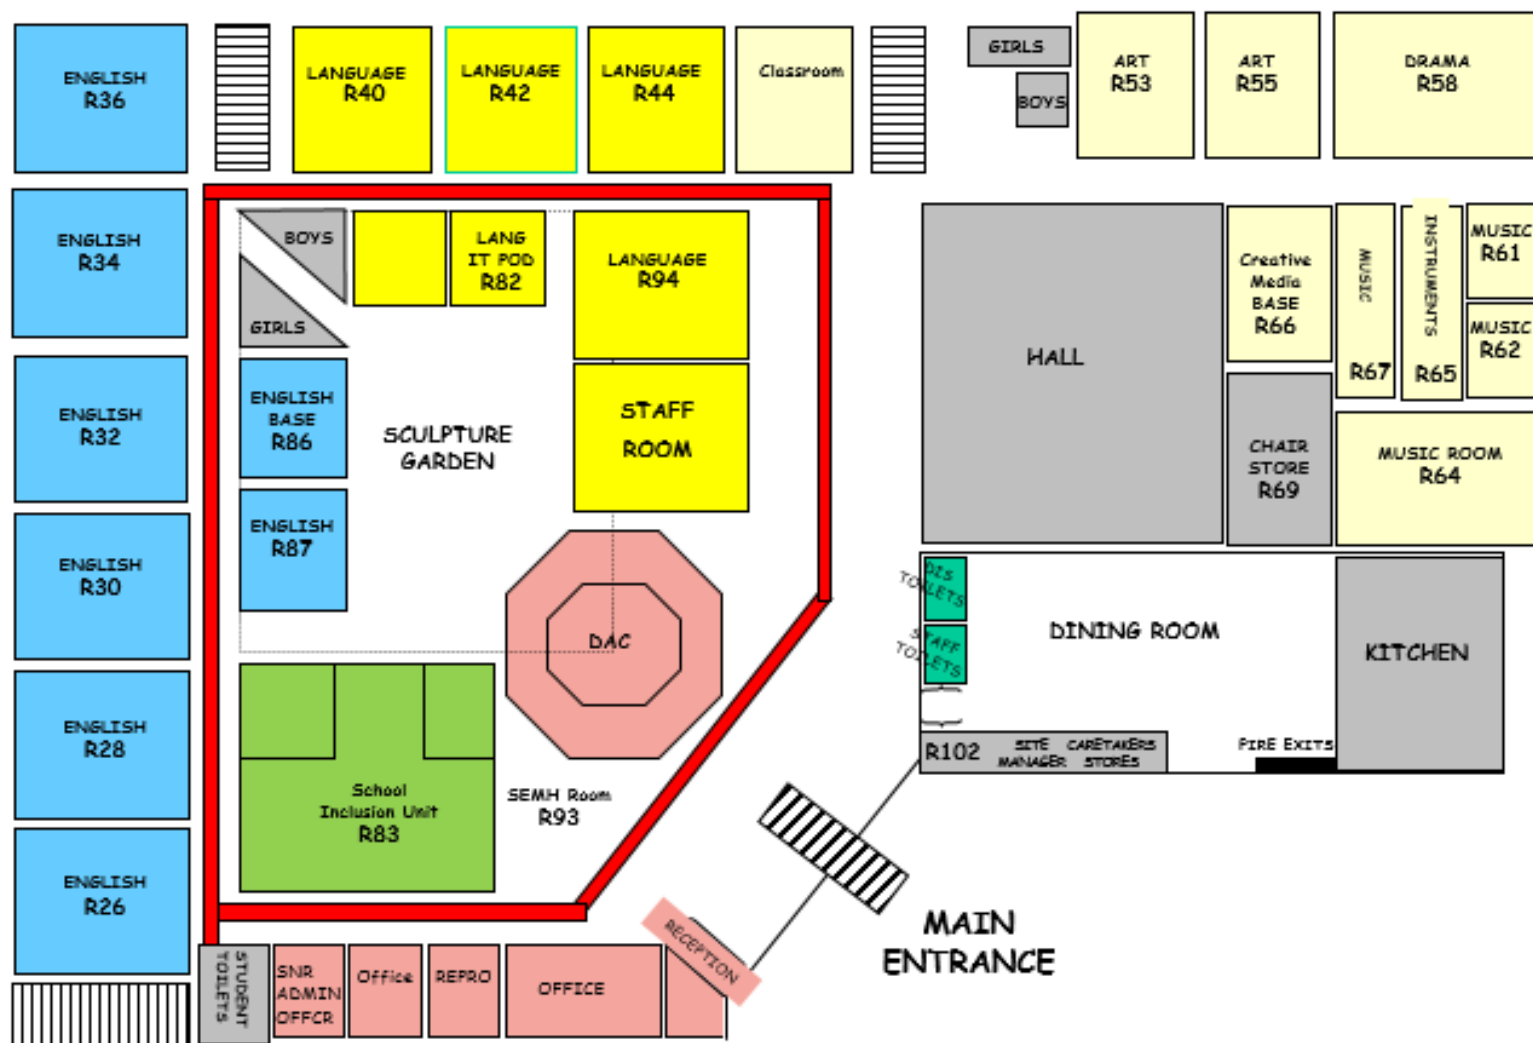 ENGLISH
R36
LANGUAGE
R40
LANGUAGE
R42
LANGUAGE
R44
Classroom
GIRLS
BOYS
ART
R53
ART
R55
DRAMA
R58
ENGLISH
R34
BOYS
GIRLS
LANG
IT POD
R82
LANGUAGE
R94
HALL
Creative
Media
BASE
R66
MUSIC
R67
INSTRUMENTS
R65
MUSIC
R61
MUSIC
R62
ENGLISH
R32
ENGLISH
BASE
R86
SCULPTURE
GARDEN
STAFF
ROOM
CHAIR
STORE
R69
MUSIC ROOM
R64
ENGLISH
R30
ENGLISH
R87
DAC
DIS
TOILETS
STAFF
TOILETS
DINING ROOM
KITCHEN
ENGLISH
R28
School
Inclusion Unit
R83
SEMH Room
R93
R102
SITE
MANAGER
CARETAKERS
STORES
FIRE EXITS
ENGLISH
R26
MAIN
ENTRANCE
STUDENT
TOILETS
SNR
ADMIN
OFFCR
Office
REPRO
OFFICE
RECEPTION